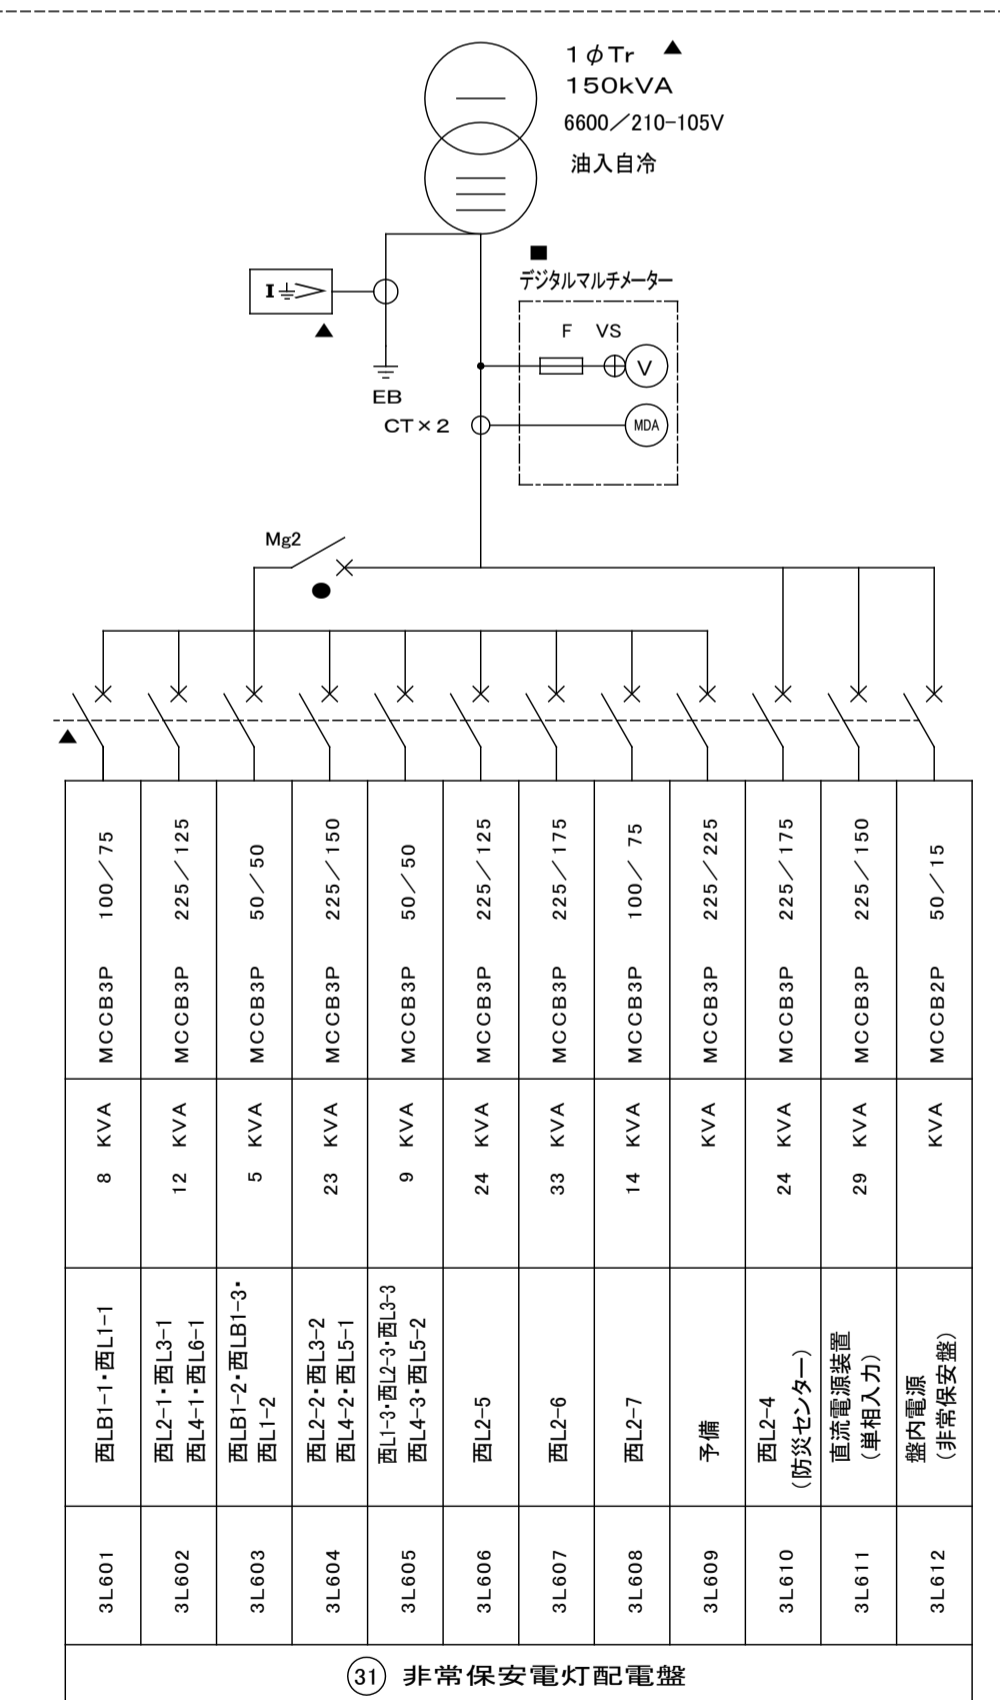 1φTr ▲
150kVA
6600/210-105V
油入自冷
■
デジタルマルチメーター
I
▲
F VS
V
EB
CT×2
MDA
Mg2
●
▲
100/75
225/125
50/50
225/150
50/50
225/125
225/175
100/ 75
225/225
225/175
225/150
50/15
MCCB3P
MCCB3P
MCCB3P
MCCB3P
MCCB3P
MCCB3P
MCCB3P
MCCB3P
MCCB3P
MCCB3P
MCCB3P
MCCB2P
8 KVA
12 KVA
5 KVA
23 KVA
9 KVA
24 KVA
33 KVA
14 KVA
KVA
24 KVA
29 KVA
KVA
西LB1-1・西L1-1
西L2-1・西L3-1
西L4-1・西L6-1
西LB1-2・西LB1-3・
西L1-2
西L2-2・西L3-2
西L4-2・西L5-1
西L1-3・西L2-3・西L3-3
西L4-3・西L5-2
西L2-5
西L2-6
西L2-7
予備
西L2-4
(防災センター)
直流電源装置
(単相入力)
盤内電源
(非常保安盤)
3L601
3L602
3L603
3L604
3L605
3L606
3L607
3L608
3L609
3L610
3L611
3L612
31 非常保安電灯配電盤